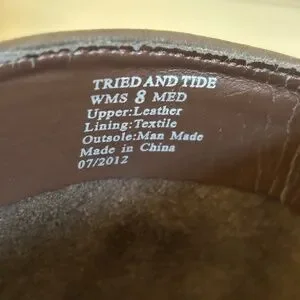 TRIED AND TIDE
WMS 8 MED
Upper:Leather
Lining:Textile
Outsole:Man Made
Made in China
07/2012